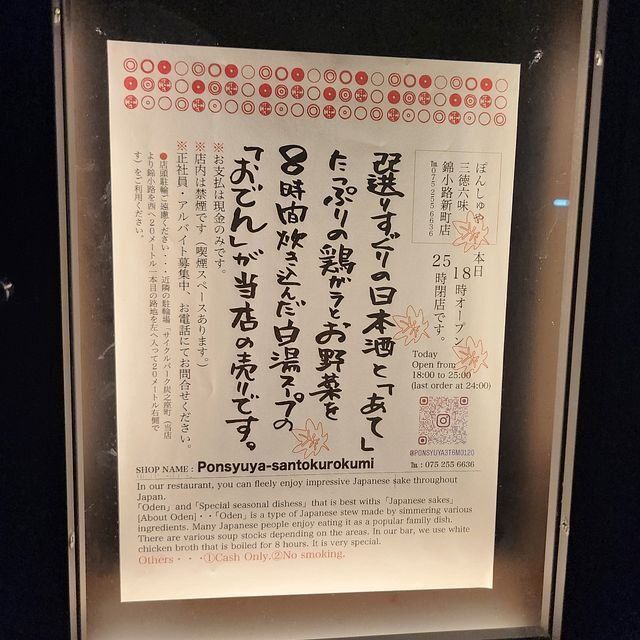 ぽんしゅや
三徳六味
錦小路新町店
℡075 255 6636
本日
18時オープン
25時閉店です。
Today
Open from
18:00 to 25:00
(last order at 24:00)
@PONSYUYA3T6M0120
選りすぐりの日本酒と「あて」
たっぷりの鶏ガラとお野菜を
8時間炊き込んだ白湯スープの
「おでん」が当店の売りです。
※お支払は現金のみです。
※店内は禁煙です（喫煙スペースあります。）
※正社員・アルバイト募集中、お電話にてお問合せください。
●店頭駐輪ご遠慮ください・・・近隣の駐輪場「サイクルパーク炭之座町（当店
より錦小路を西へ20メートル一本目の路地を左へ入って20メートル右側で
す）をご利用ください。
SHOP NAME : Ponsyuya-santokurokumi
℡ : 075 255 6636
In our restaurant, you can fleely enjoy impressive Japanese sake throughout
Japan.
「Oden」and「Special seasonal dishess」that is best withs「Japanese sakes」
[About Oden]・・「Oden」is a type of Japanese stew made by simmering various
ingredients. Many Japanese people enjoy eating it as a popular family dish.
There are various soup stocks depending on the areas. In our bar, we use white
chicken broth that is boiled for 8 hours. It is very special.
Others・・・①Cash Only.②No smoking.